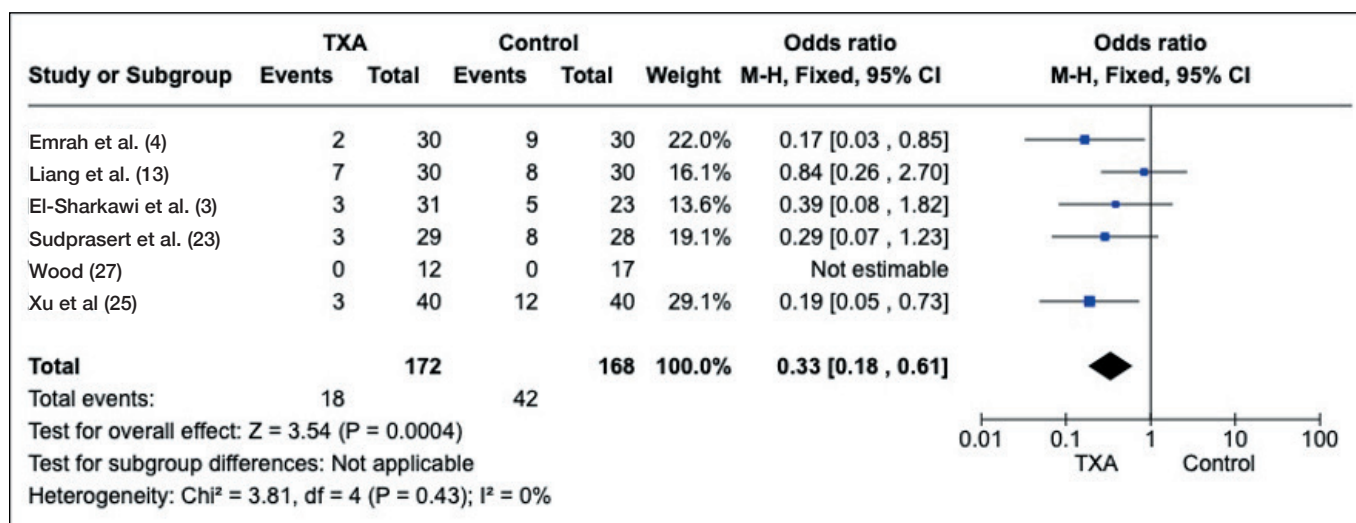 TXA Control Odds ratio Odds ratio
Study or Subgroup Events Total Events Total Weight M-H, Fixed, 95% CI M-H, Fixed, 95% CI
Emrah et al. (4) 2 30 9 30 22.0% 0.17 [0.03 , 0.85]
Liang et al. (13) 7 30 8 30 16.1% 0.84 [0.26 , 2.70]
El-Sharkawi et al. (3) 3 31 5 23 13.6% 0.39 [0.08 , 1.82]
Sudprasert et al. (23) 3 29 8 28 19.1% 0.29 [0.07 , 1.23]
Wood (27) 0 12 0 17 Not estimable
Xu et al (25) 3 40 12 40 29.1% 0.19 [0.05 , 0.73]
Total 172 168 100.0% 0.33 [0.18 , 0.61]
Total events: 18 42
Test for overall effect: Z = 3.54 (P = 0.0004)
Test for subgroup differences: Not applicable
Heterogeneity: Chi² = 3.81, df = 4 (P = 0.43); I² = 0%
0.01 0.1 1 10 100
TXA Control